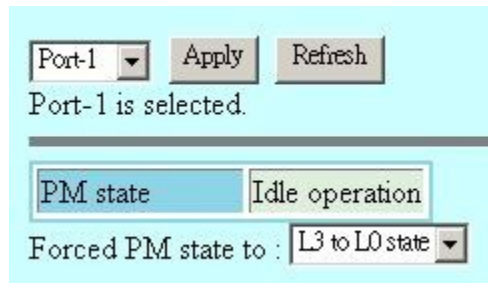 Port-1 Apply Refresh
Port-1 is selected.
PM state Idle operation
Forced PM state to : L3 to L0 state